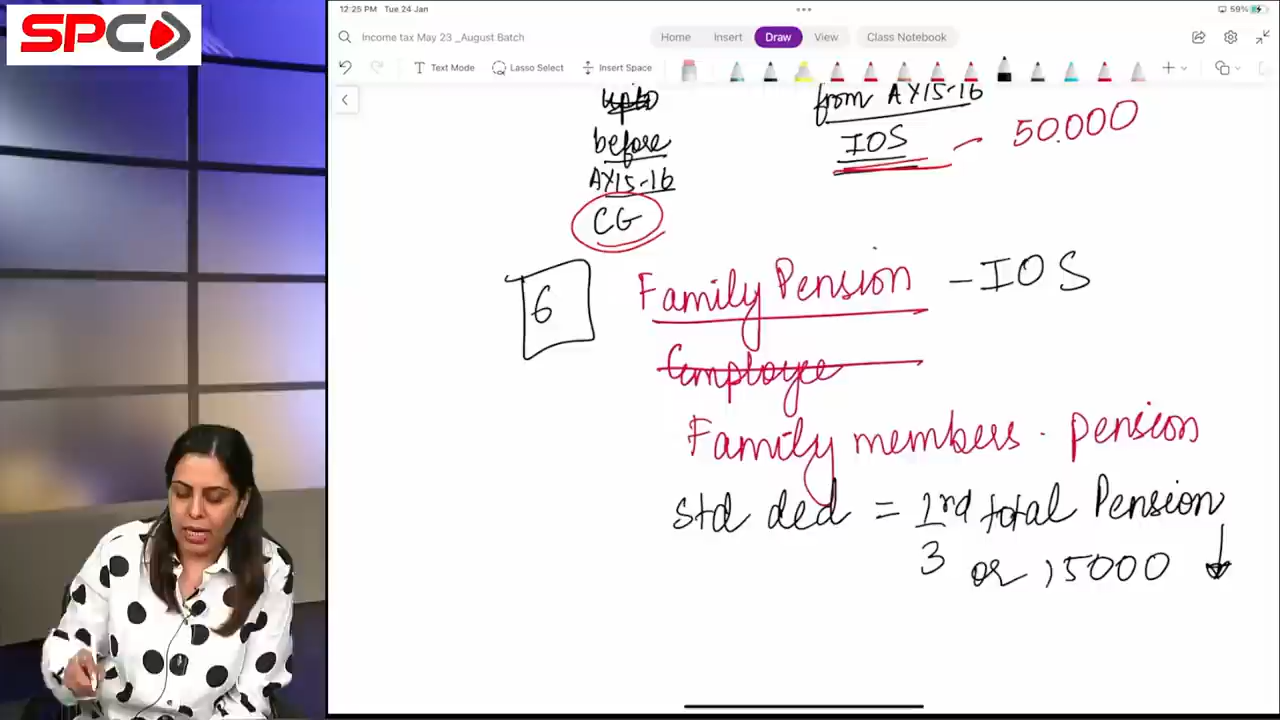 SPC
12:25 PM Tue 24 Jan
59%
Income tax May 23 _August Batch
Home Insert Draw View Class Notebook
Text Mode Lasso Select Insert Space
upto
before
AY15-16
CG
from AY15-16
IOS - 50.000
6 Family Pension - IOS
Employee
Family members. pension
Std ded = 1/3 rd total Pension
or 15000 ↓